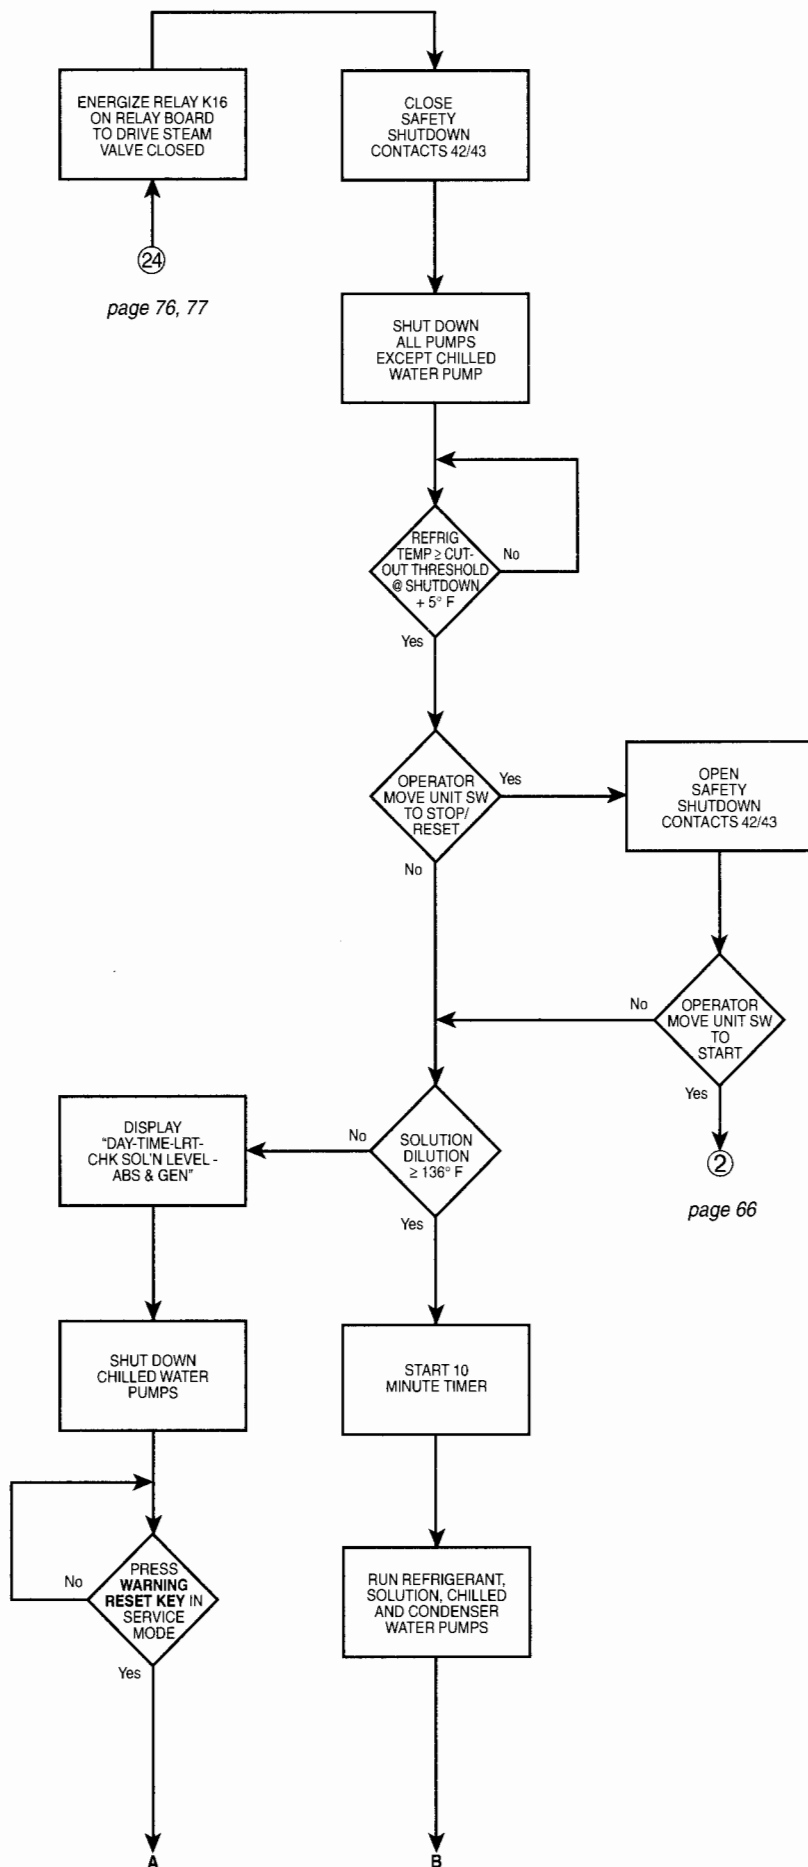 ENERGIZE RELAY K16
ON RELAY BOARD
TO DRIVE STEAM
VALVE CLOSED
24
page 76, 77
CLOSE
SAFETY
SHUTDOWN
CONTACTS 42/43
SHUT DOWN
ALL PUMPS
EXCEPT CHILLED
WATER PUMP
REFRIG
TEMP ≥ CUT-
OUT THRESHOLD
@ SHUTDOWN
+ 5° F
No
Yes
OPERATOR
MOVE UNIT SW
TO STOP/
RESET
Yes
No
OPEN
SAFETY
SHUTDOWN
CONTACTS 42/43
OPERATOR
MOVE UNIT SW
TO
START
No
Yes
2
page 66
SOLUTION
DILUTION
≥ 136° F
No
Yes
DISPLAY
"DAY-TIME-LRT-
CHK SOL'N LEVEL -
ABS & GEN"
SHUT DOWN
CHILLED WATER
PUMPS
PRESS
WARNING
RESET KEY IN
SERVICE
MODE
No
Yes
A
START 10
MINUTE TIMER
RUN REFRIGERANT,
SOLUTION, CHILLED
AND CONDENSER
WATER PUMPS
B